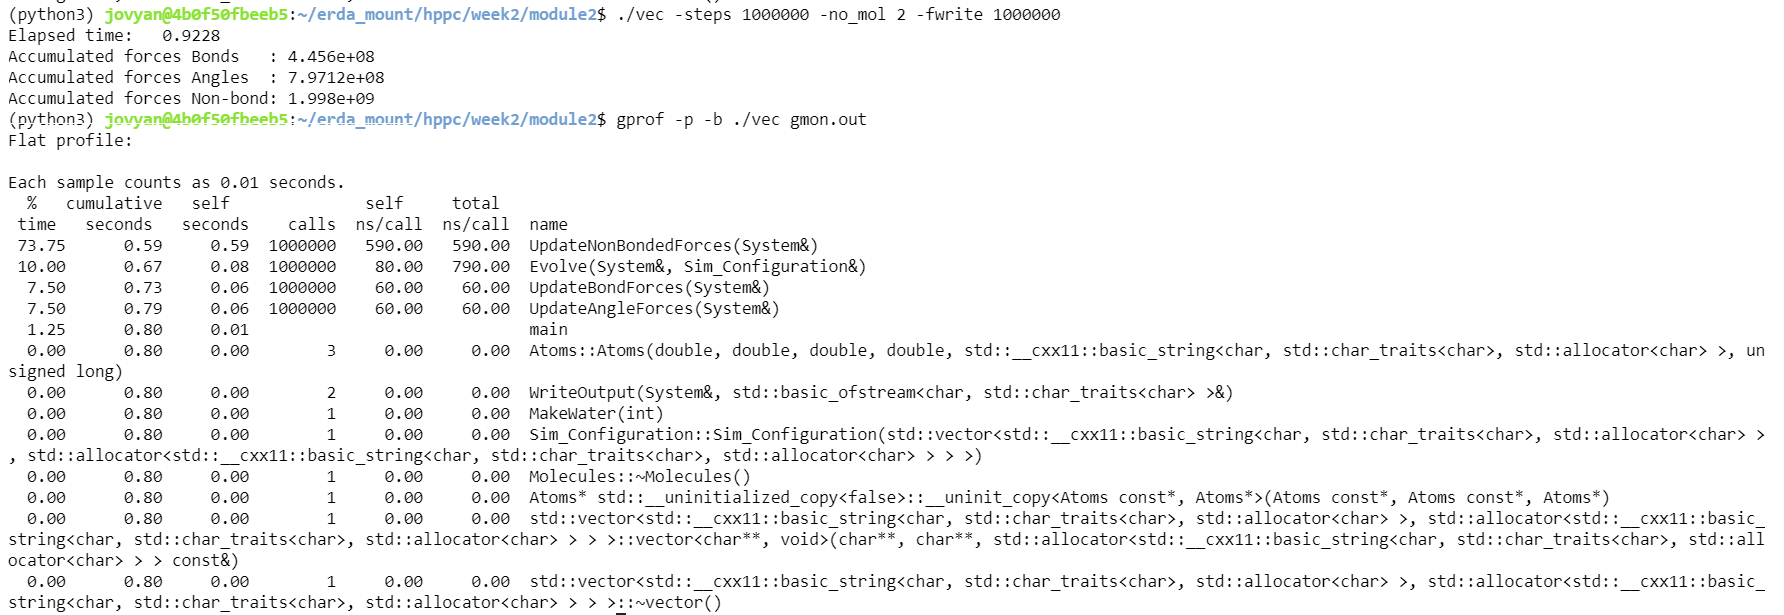 (python3) jovyan@4b0f50fbeeb5:~/erda_mount/hppc/week2/module2$ ./vec -steps 1000000 -no_mol 2 -fwrite 1000000
Elapsed time:   0.9228
Accumulated forces Bonds   : 4.456e+08
Accumulated forces Angles  : 7.9712e+08
Accumulated forces Non-bond: 1.998e+09
(python3) jovyan@4b0f50fbeeb5:~/erda_mount/hppc/week2/module2$ gprof -p -b ./vec gmon.out
Flat profile:

Each sample counts as 0.01 seconds.
  %   cumulative   self              self     total
 time   seconds   seconds    calls  ns/call  ns/call  name
 73.75      0.59     0.59  1000000   590.00   590.00  UpdateNonBondedForces(System&)
 10.00      0.67     0.08  1000000    80.00   790.00  Evolve(System&, Sim_Configuration&)
  7.50      0.73     0.06  1000000    60.00    60.00  UpdateBondForces(System&)
  7.50      0.79     0.06  1000000    60.00    60.00  UpdateAngleForces(System&)
  1.25      0.80     0.01                             main
  0.00      0.80     0.00        3     0.00     0.00  Atoms::Atoms(double, double, double, double, std::__cxx11::basic_string<char, std::char_traits<char>, std::allocator<char> >, un
signed long)
  0.00      0.80     0.00        2     0.00     0.00  WriteOutput(System&, std::basic_ofstream<char, std::char_traits<char> >&)
  0.00      0.80     0.00        1     0.00     0.00  MakeWater(int)
  0.00      0.80     0.00        1     0.00     0.00  Sim_Configuration::Sim_Configuration(std::vector<std::__cxx11::basic_string<char, std::char_traits<char>, std::allocator<char> >
, std::allocator<std::__cxx11::basic_string<char, std::char_traits<char>, std::allocator<char> > > >)
  0.00      0.80     0.00        1     0.00     0.00  Molecules::~Molecules()
  0.00      0.80     0.00        1     0.00     0.00  Atoms* std::__uninitialized_copy<false>::__uninit_copy<Atoms const*, Atoms*>(Atoms const*, Atoms const*, Atoms*)
  0.00      0.80     0.00        1     0.00     0.00  std::vector<std::__cxx11::basic_string<char, std::char_traits<char>, std::allocator<char> >, std::allocator<std::__cxx11::basic_
string<char, std::char_traits<char>, std::allocator<char> > > >::vector<char**, void>(char**, char**, std::allocator<std::__cxx11::basic_string<char, std::char_traits<char>, std::all
ocator<char> > > const&)
  0.00      0.80     0.00        1     0.00     0.00  std::vector<std::__cxx11::basic_string<char, std::char_traits<char>, std::allocator<char> >, std::allocator<std::__cxx11::basic_
string<char, std::char_traits<char>, std::allocator<char> > > >::~vector()